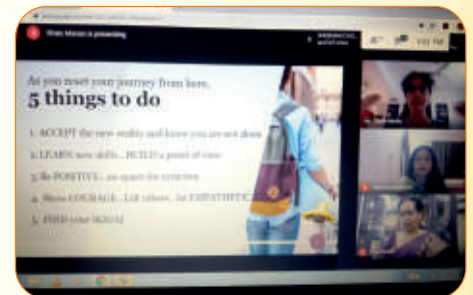 is presenting
As you reset your journey from here,
5 things to do
1. ACCEPT the new reality and know you are not alone
2. LEARN new skills.. BUILD a point of view
3. Be POSITIVE.. no space for cynicism
4. Show COURAGE.. Lift others.. be EMPATHETIC
5. FIND your IKIGAI